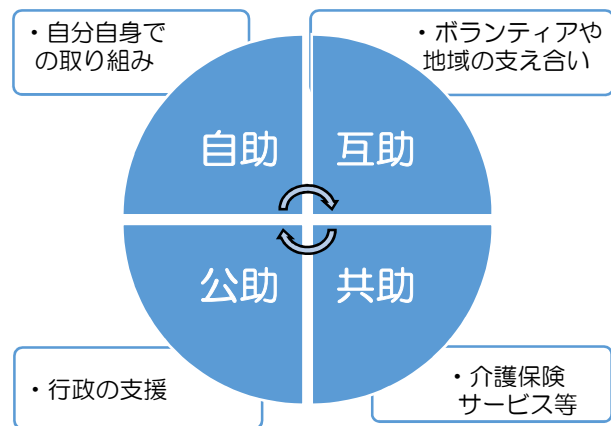 ・自分自身で
の取り組み
・ボランティアや
地域の支え合い
自助
互助
公助
共助
・行政の支援
・介護保険
サービス等